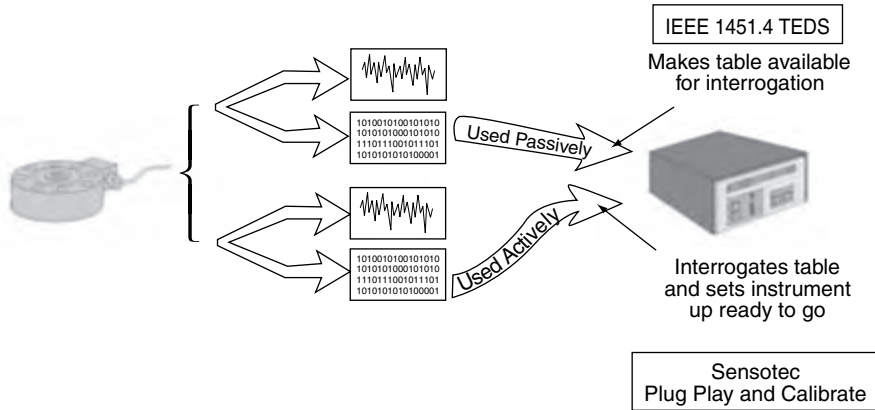 IEEE 1451.4 TEDS
Makes table available
for interrogation
1010010100101010
1010101000101010
1110111001011101
1010101010100001
Used Passively
1010010100101010
1010101000101010
1110111001011101
1010101010100001
Used Actively
Interrogates table
and sets instrument
up ready to go
Sensotec
Plug Play and Calibrate